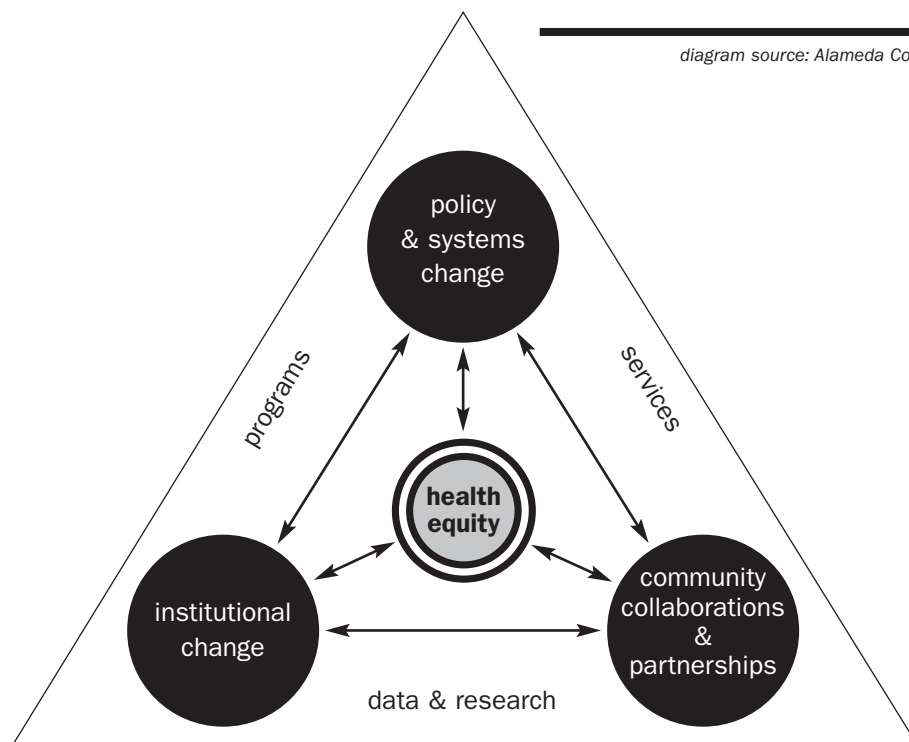 diagram source: Alameda Co
policy
& systems
change
programs
services
health
equity
institutional
change
community
collaborations
&
partnerships
data & research